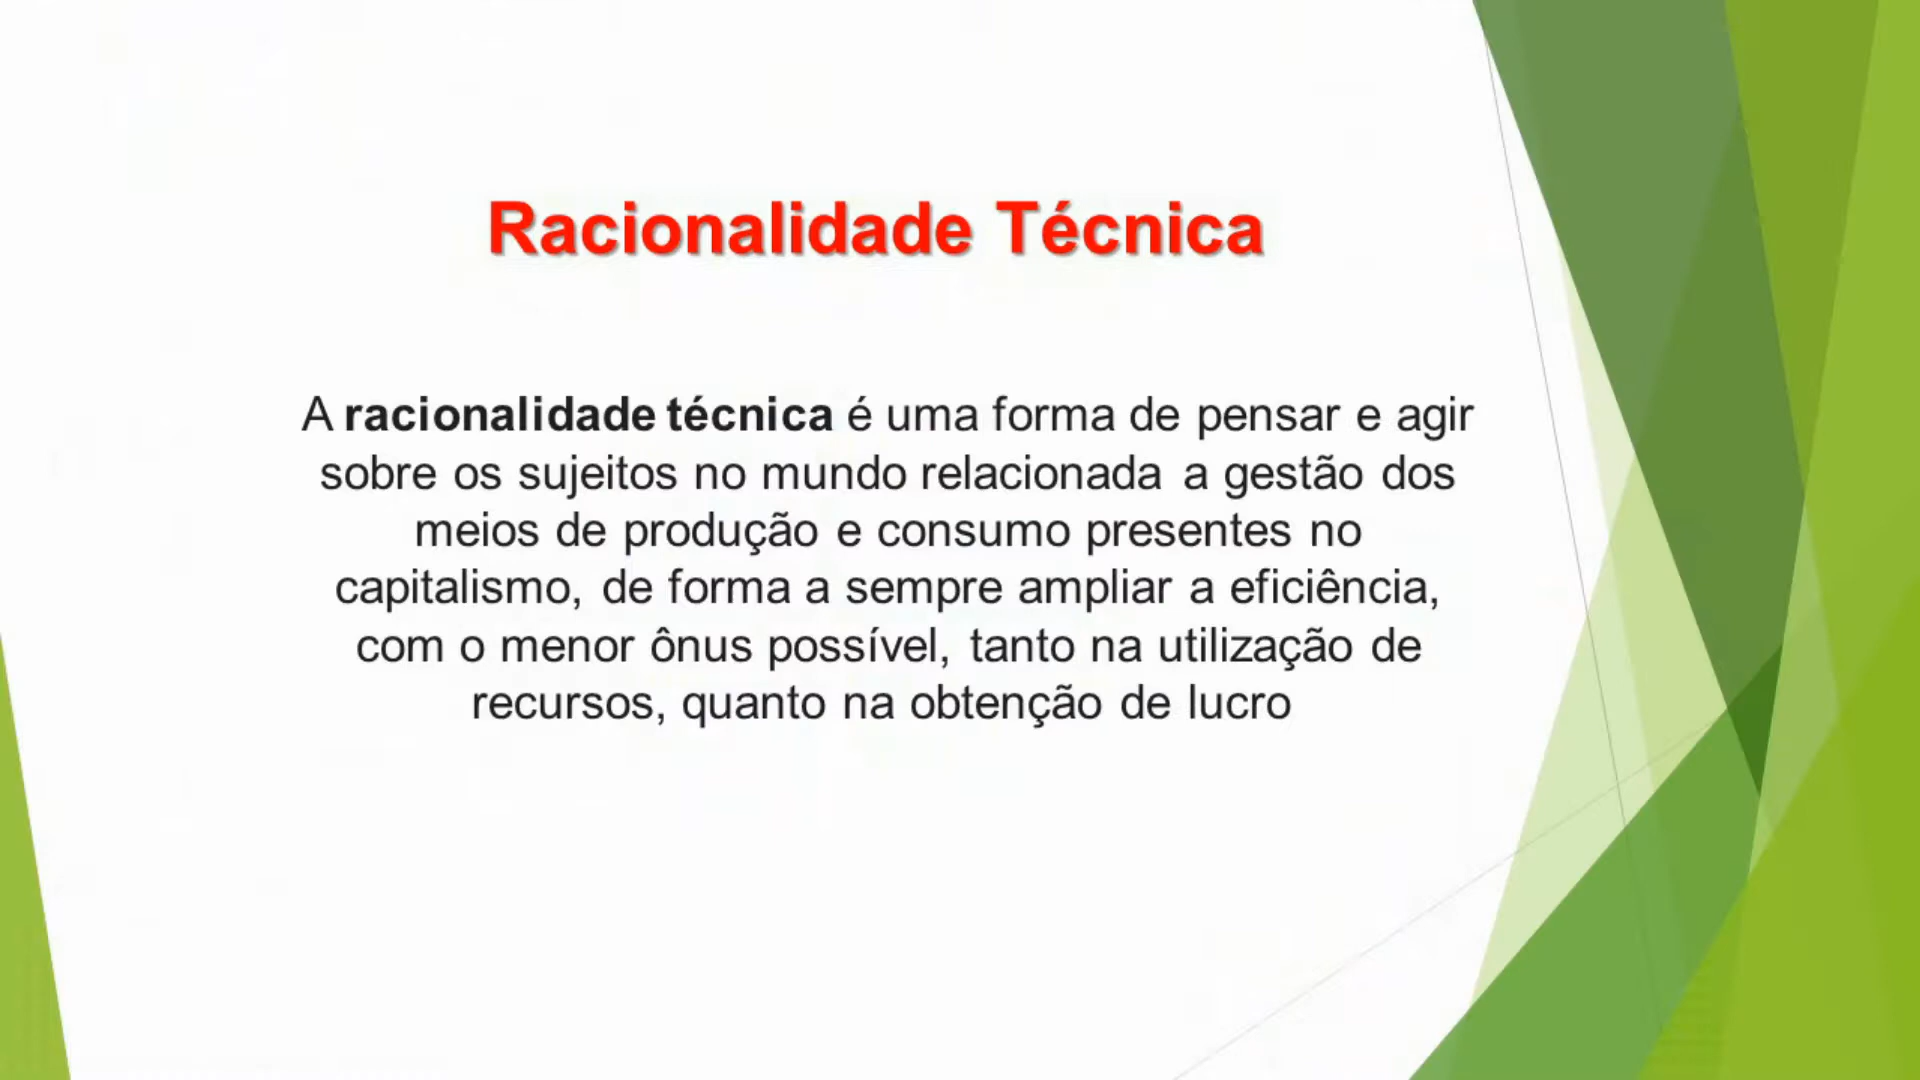 Racionalidade Técnica
A racionalidade técnica é uma forma de pensar e agir
sobre os sujeitos no mundo relacionada a gestão dos
meios de produção e consumo presentes no
capitalismo, de forma a sempre ampliar a eficiência,
com o menor ônus possível, tanto na utilização de
recursos, quanto na obtenção de lucro